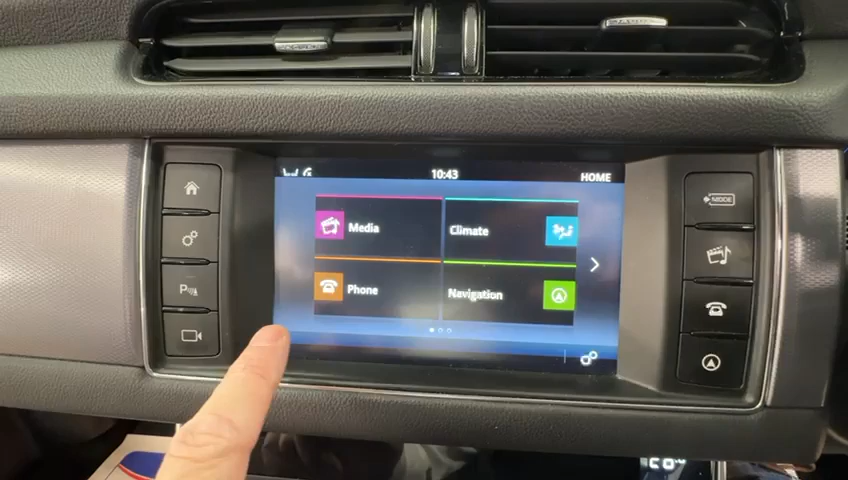 10:43
HOME
Media
Climate
Phone
Navigation
P
MODE